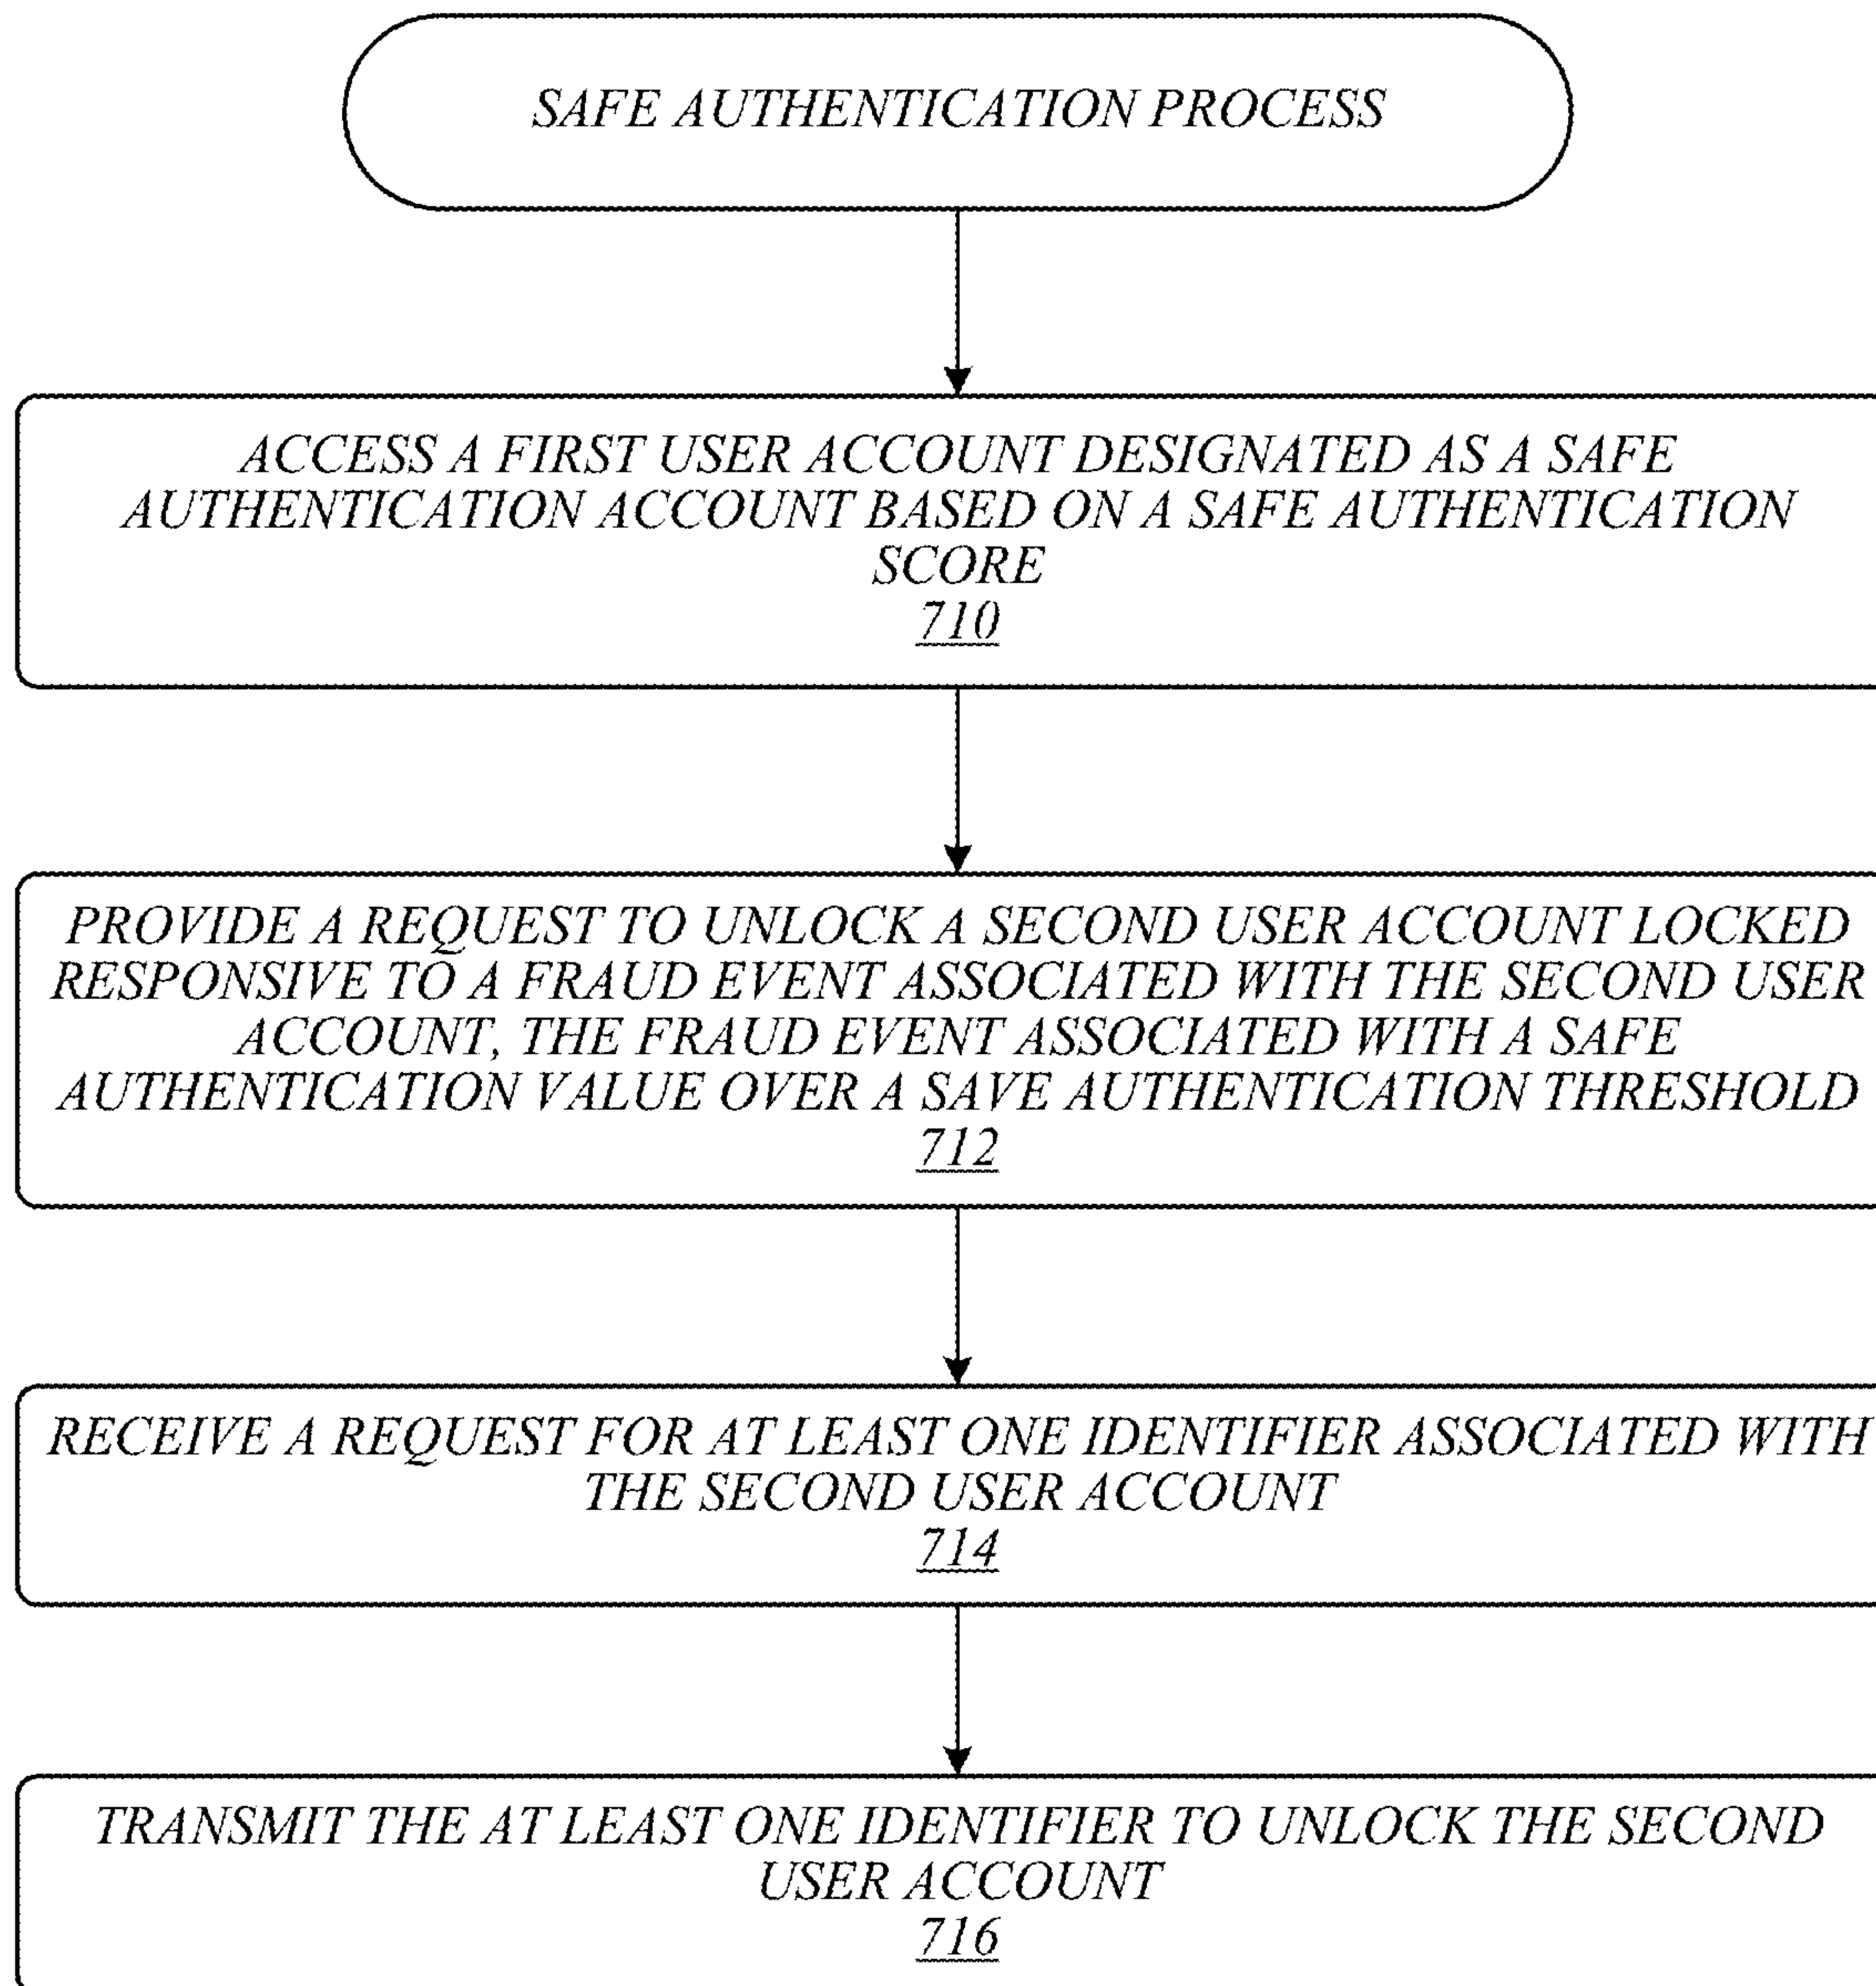 SAFE AUTHENTICATION PROCESS
ACCESS A FIRST USER ACCOUNT DESIGNATED AS A SAFE
AUTHENTICATION ACCOUNT BASED ON A SAFE AUTHENTICATION
SCORE
710
PROVIDE A REQUEST TO UNLOCK A SECOND USER ACCOUNT LOCKED
RESPONSIVE TO A FRAUD EVENT ASSOCIATED WITH THE SECOND USER
ACCOUNT, THE FRAUD EVENT ASSOCIATED WITH A SAFE
AUTHENTICATION VALUE OVER A SAVE AUTHENTICATION THRESHOLD
712
RECEIVE A REQUEST FOR AT LEAST ONE IDENTIFIER ASSOCIATED WITH
THE SECOND USER ACCOUNT
714
TRANSMIT THE AT LEAST ONE IDENTIFIER TO UNLOCK THE SECOND
USER ACCOUNT
716